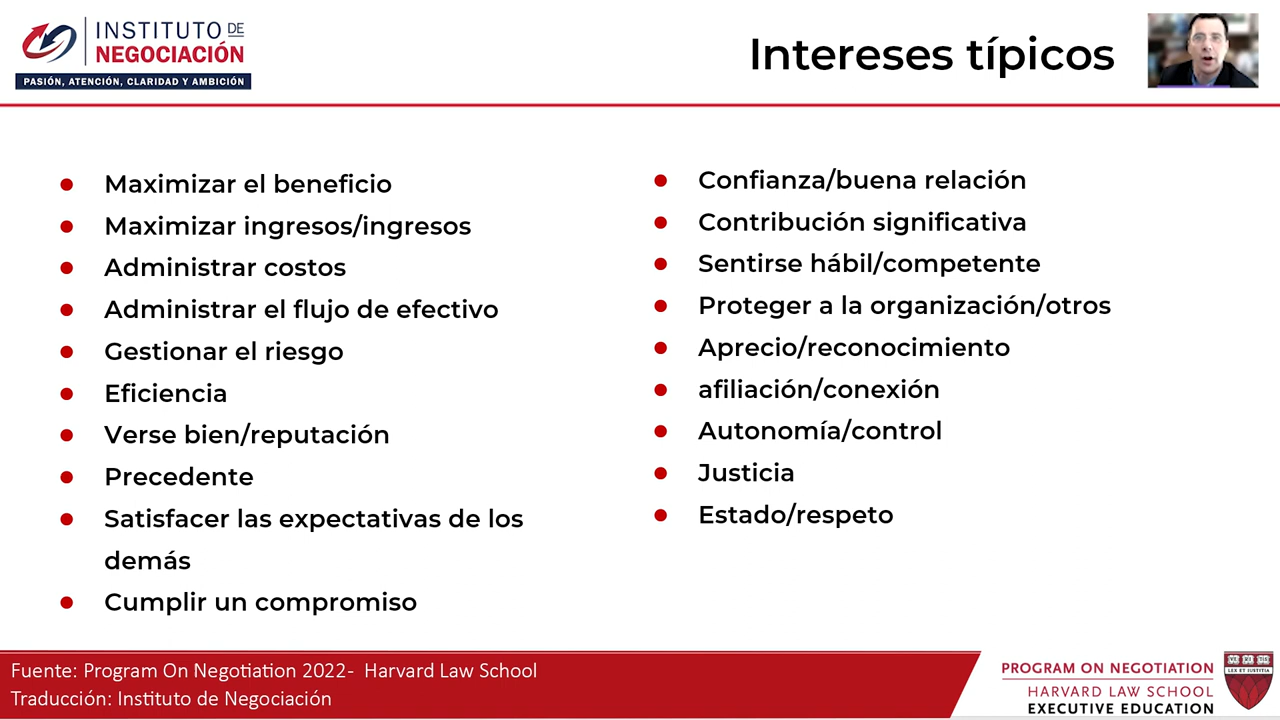 INSTITUTO DE
NEGOCIACIÓN
PASIÓN, ATENCIÓN, CLARIDAD Y AMBICIÓN
Intereses típicos
Maximizar el beneficio
Maximizar ingresos/ingresos
Administrar costos
Administrar el flujo de efectivo
Gestionar el riesgo
Eficiencia
Verse bien/reputación
Precedente
Satisfacer las expectativas de los
demás
Cumplir un compromiso
Confianza/buena relación
Contribución significativa
Sentirse hábil/competente
Proteger a la organización/otros
Aprecio/reconocimiento
afiliación/conexión
Autonomía/control
Justicia
Estado/respeto
Fuente: Program On Negotiation 2022- Harvard Law School
Traducción: Instituto de Negociación
PROGRAM ON NEGOTIATION
HARVARD LAW SCHOOL
EXECUTIVE EDUCATION
LEX ET IUSTITIA